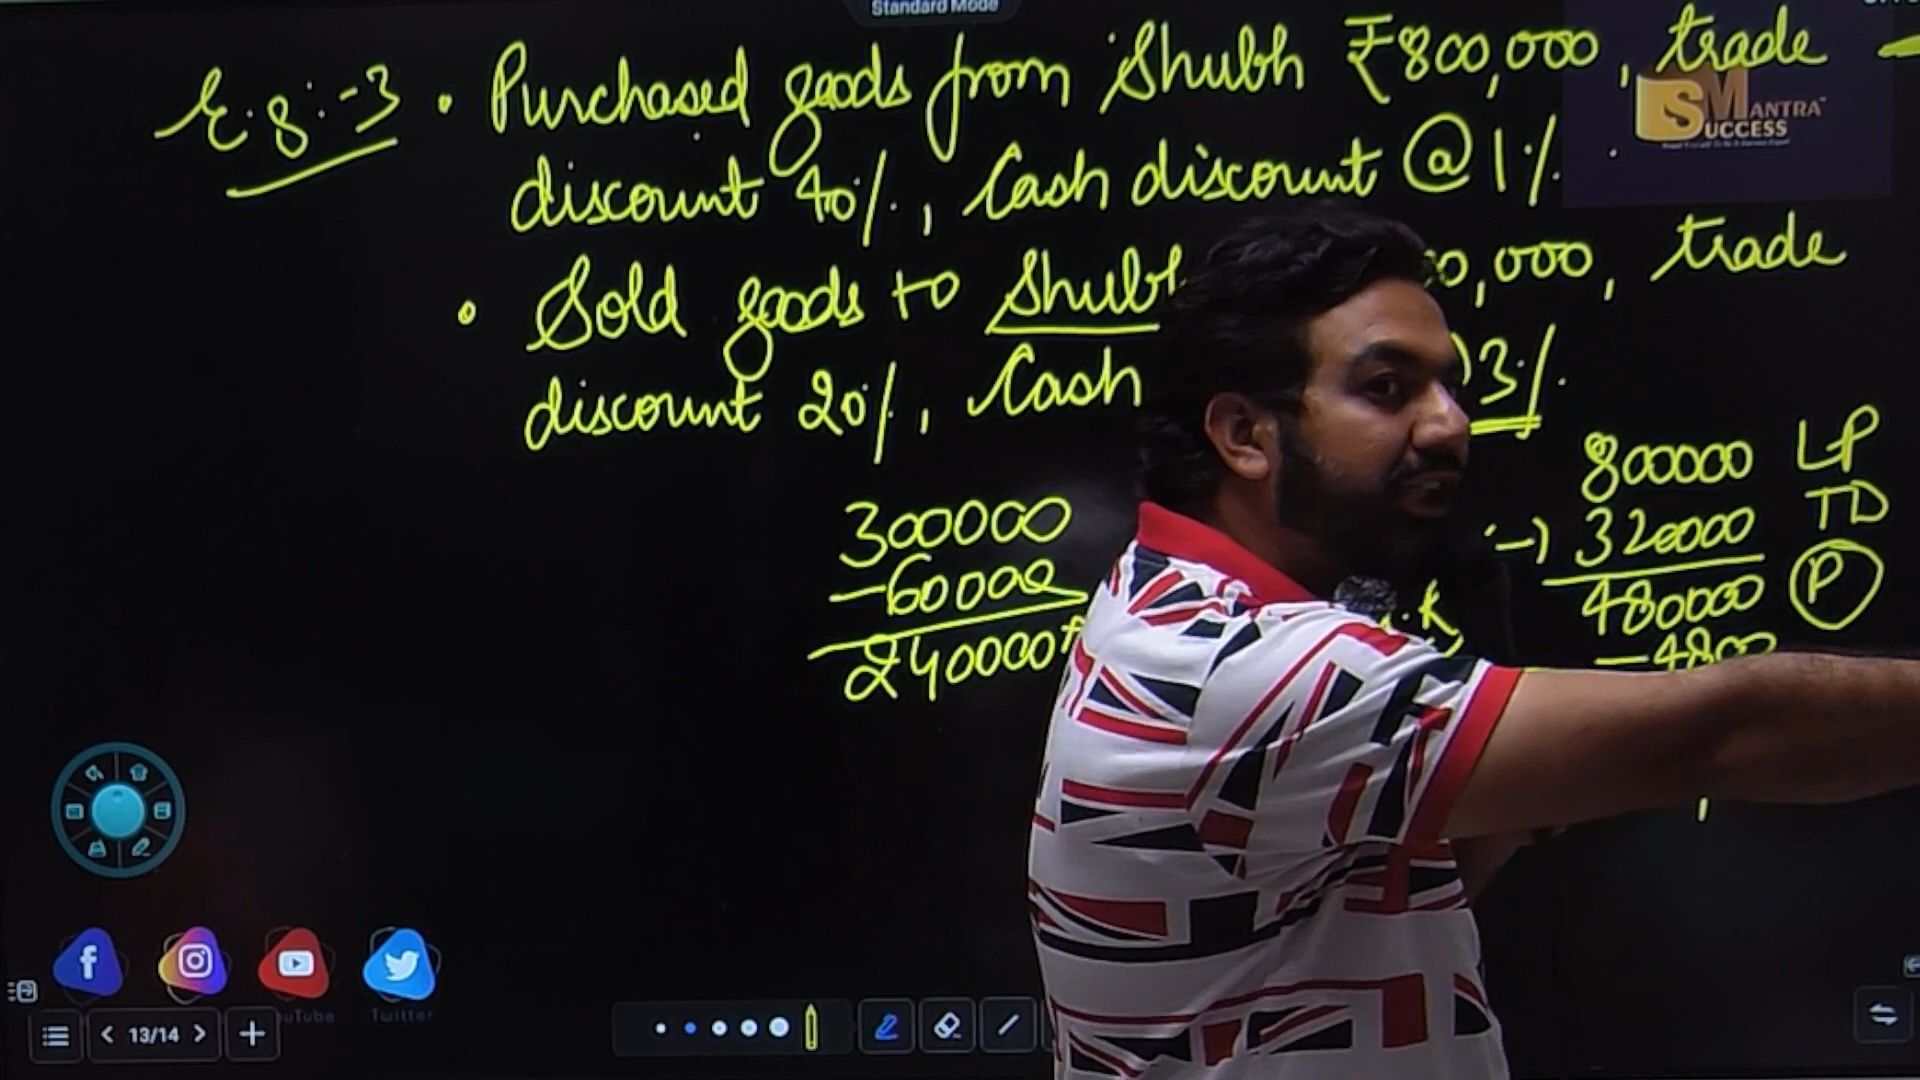 Standard Mode
E.g:-3 • Purchased goods from Shubh ₹800,000, trade
discount 40%, Cash discount @ 1%.
• Sold goods to Shubh 0,000, trade
discount 20%, Cash 3%.
SUCCESS MANTRA
300000
-60000
240000
800000 LP
(-) 320000 TD
480000 P
-4800
YouTube
Twitter
13/14